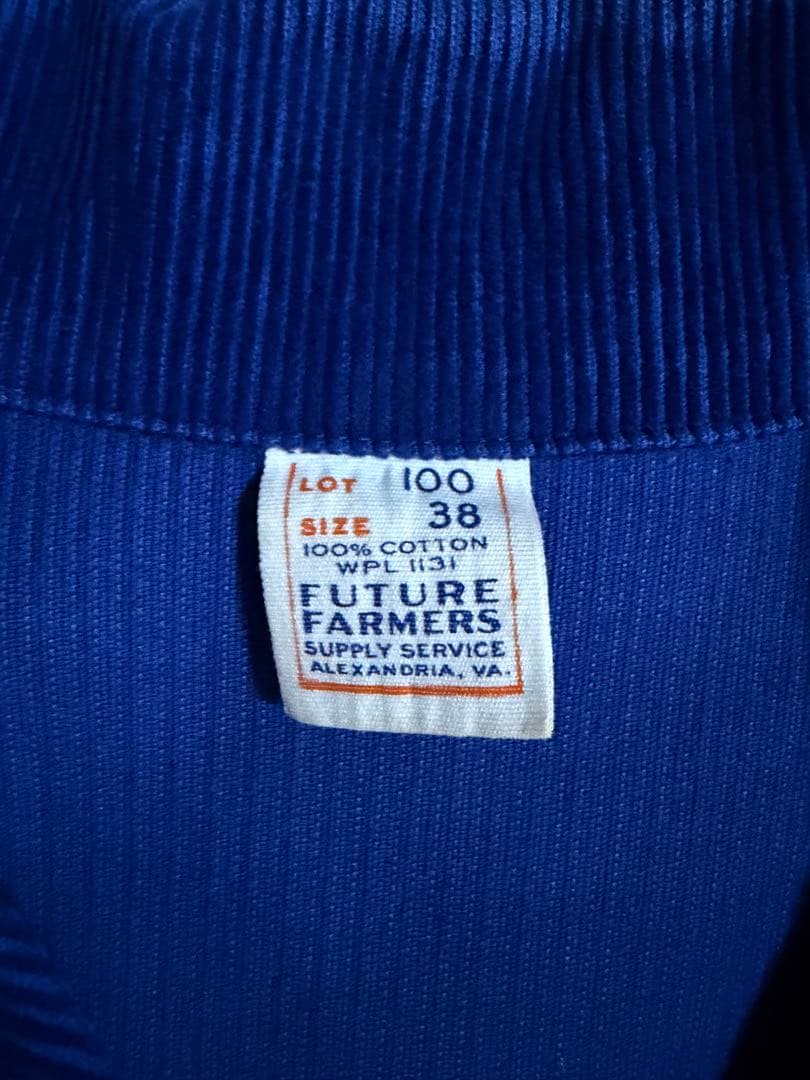 LOT 100
SIZE 38
100% COTTON
WPL 1131
FUTURE
FARMERS
SUPPLY SERVICE
ALEXANDRIA, VA.